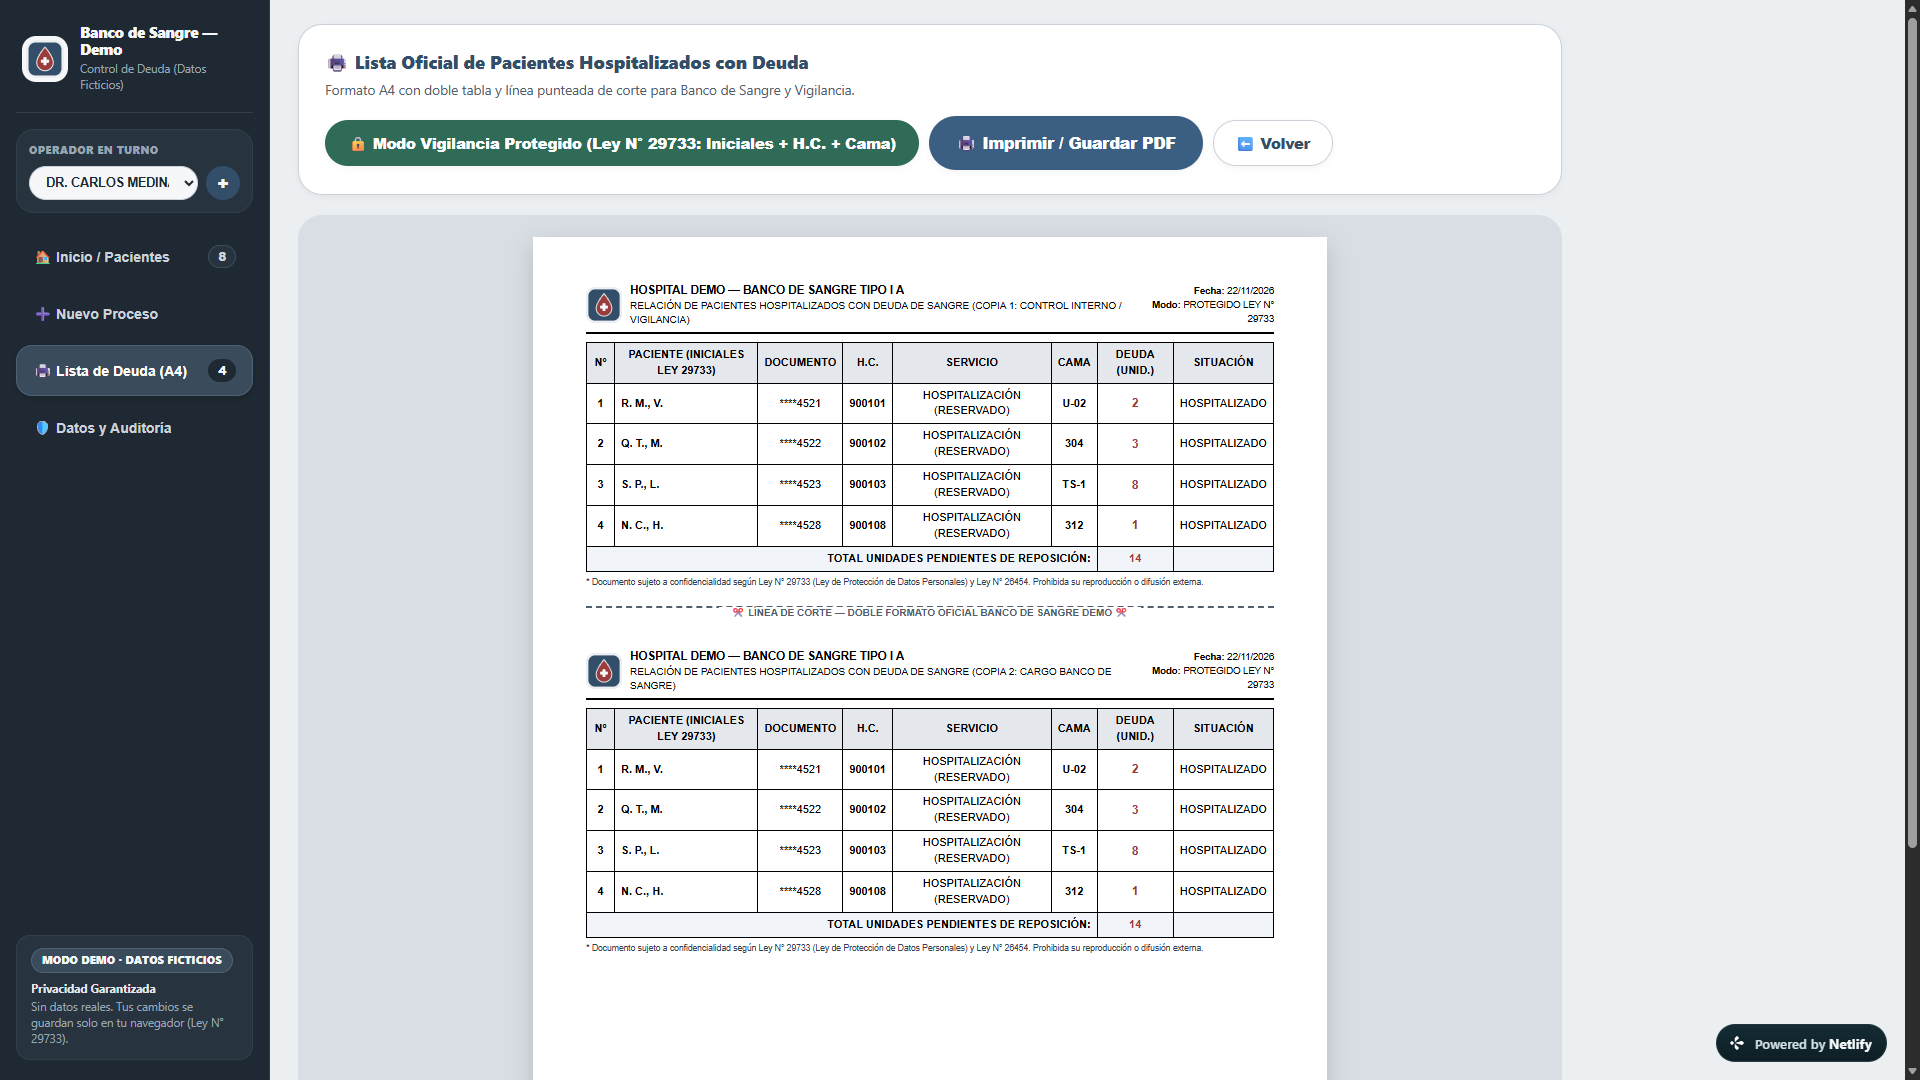 Banco de Sangre —
Demo
Control de Deuda (Datos
Ficticios)
OPERADOR EN TURNO
DR. CARLOS MEDIN
+
Inicio / Pacientes 8
Nuevo Proceso
Lista de Deuda (A4) 4
Datos y Auditoría
MODO DEMO · DATOS FICTICIOS
Privacidad Garantizada
Sin datos reales. Tus cambios se
guardan solo en tu navegador (Ley N°
29733).
Lista Oficial de Pacientes Hospitalizados con Deuda
Formato A4 con doble tabla y línea punteada de corte para Banco de Sangre y Vigilancia.
Modo Vigilancia Protegido (Ley N° 29733: Iniciales + H.C. + Cama)
Imprimir / Guardar PDF
Volver
HOSPITAL DEMO — BANCO DE SANGRE TIPO I A
RELACIÓN DE PACIENTES HOSPITALIZADOS CON DEUDA DE SANGRE (COPIA 1: CONTROL INTERNO /
VIGILANCIA)
Fecha: 22/11/2026
Modo: PROTEGIDO LEY N°
29733
N° PACIENTE (INICIALES LEY 29733) DOCUMENTO H.C. SERVICIO CAMA DEUDA (UNID.) SITUACIÓN
1 R. M., V. ****4521 900101 HOSPITALIZACIÓN (RESERVADO) U-02 2 HOSPITALIZADO
2 Q. T., M. ****4522 900102 HOSPITALIZACIÓN (RESERVADO) 304 3 HOSPITALIZADO
3 S. P., L. ****4523 900103 HOSPITALIZACIÓN (RESERVADO) TS-1 8 HOSPITALIZADO
4 N. C., H. ****4528 900108 HOSPITALIZACIÓN (RESERVADO) 312 1 HOSPITALIZADO
TOTAL UNIDADES PENDIENTES DE REPOSICIÓN: 14
* Documento sujeto a confidencialidad según Ley N° 29733 (Ley de Protección de Datos Personales) y Ley N° 26454. Prohibida su reproducción o difusión externa.
LÍNEA DE CORTE — DOBLE FORMATO OFICIAL BANCO DE SANGRE DEMO
HOSPITAL DEMO — BANCO DE SANGRE TIPO I A
RELACIÓN DE PACIENTES HOSPITALIZADOS CON DEUDA DE SANGRE (COPIA 2: CARGO BANCO DE
SANGRE)
Fecha: 22/11/2026
Modo: PROTEGIDO LEY N°
29733
N° PACIENTE (INICIALES LEY 29733) DOCUMENTO H.C. SERVICIO CAMA DEUDA (UNID.) SITUACIÓN
1 R. M., V. ****4521 900101 HOSPITALIZACIÓN (RESERVADO) U-02 2 HOSPITALIZADO
2 Q. T., M. ****4522 900102 HOSPITALIZACIÓN (RESERVADO) 304 3 HOSPITALIZADO
3 S. P., L. ****4523 900103 HOSPITALIZACIÓN (RESERVADO) TS-1 8 HOSPITALIZADO
4 N. C., H. ****4528 900108 HOSPITALIZACIÓN (RESERVADO) 312 1 HOSPITALIZADO
TOTAL UNIDADES PENDIENTES DE REPOSICIÓN: 14
* Documento sujeto a confidencialidad según Ley N° 29733 (Ley de Protección de Datos Personales) y Ley N° 26454. Prohibida su reproducción o difusión externa.
Powered by Netlify